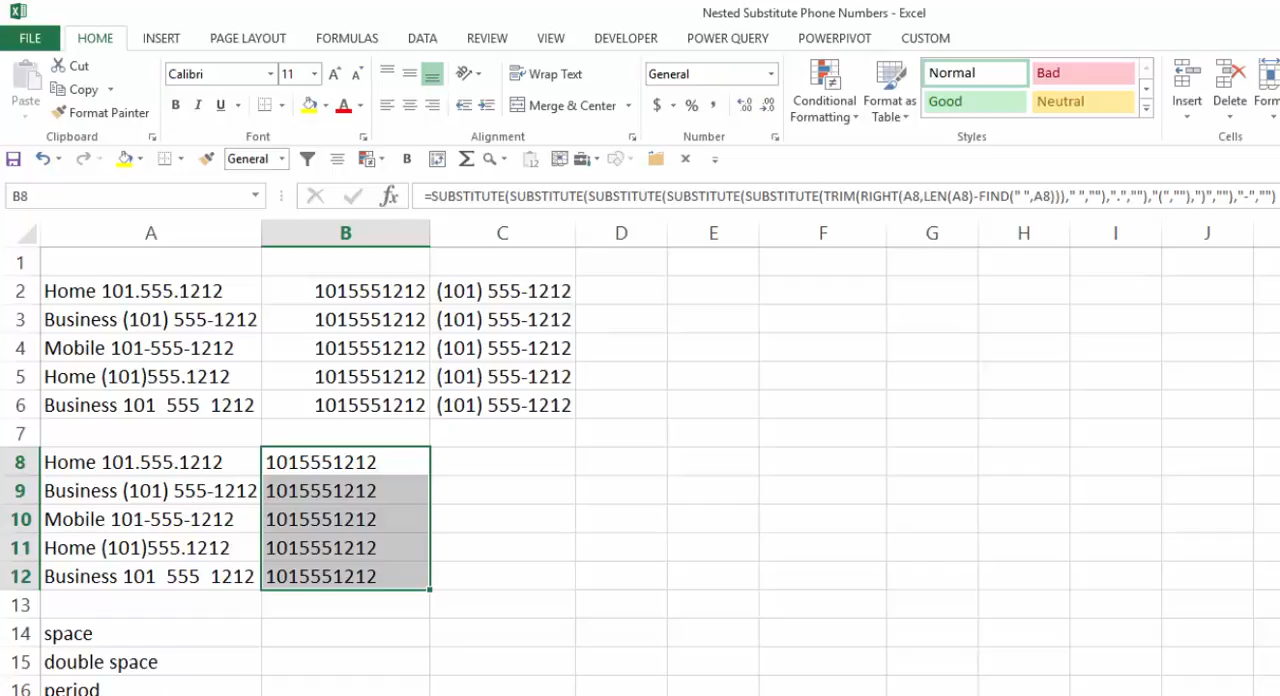 Nested Substitute Phone Numbers - Excel
FILE HOME INSERT PAGE LAYOUT FORMULAS DATA REVIEW VIEW DEVELOPER POWER QUERY POWERPIVOT CUSTOM
Paste
Cut
Copy
Format Painter
Clipboard
Calibri 11
B I U
Font
Wrap Text
Merge & Center
Alignment
General
$ % ,
Number
Conditional Formatting
Format as Table
Normal Bad
Good Neutral
Styles
Insert Delete Form
Cells
General B
B8 fx =SUBSTITUTE(SUBSTITUTE(SUBSTITUTE(SUBSTITUTE(SUBSTITUTE(TRIM(RIGHT(A8,LEN(A8)-FIND(" ",A8)))," ",""),".",""),"(",""),")",""),"-","")
A B C D E F G H I J
1
2 Home 101.555.1212 1015551212 (101) 555-1212
3 Business (101) 555-1212 1015551212 (101) 555-1212
4 Mobile 101-555-1212 1015551212 (101) 555-1212
5 Home (101)555.1212 1015551212 (101) 555-1212
6 Business 101  555  1212 1015551212 (101) 555-1212
7
8 Home 101.555.1212 1015551212
9 Business (101) 555-1212 1015551212
10 Mobile 101-555-1212 1015551212
11 Home (101)555.1212 1015551212
12 Business 101  555  1212 1015551212
13
14 space
15 double space
16 period